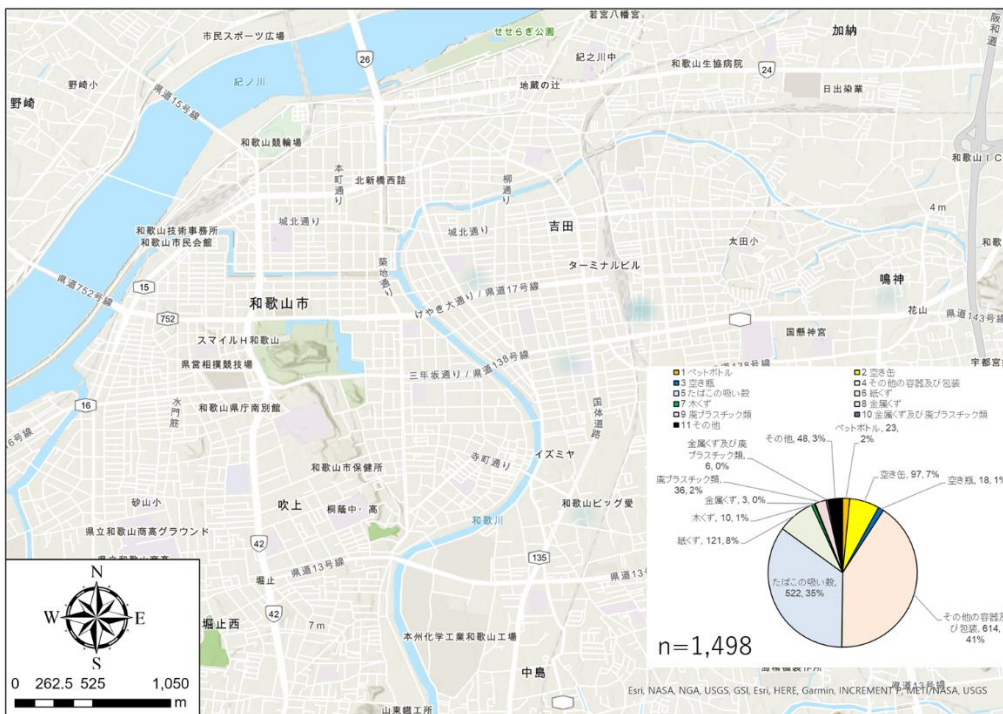 若宮八幡宮
加納
阪和道
せせらぎ公園
市民スポーツ広場
26
紀之川中
和歌山生協病院
24
紀ノ川
野崎小
地蔵の辻
日出染業
野崎
県道15号線
和歌山競輪場
和歌山IC
本町通り
北新橋西詰
柳通り
4 m
城北通り
城北通り
吉田
和歌山技術事務所
和歌山市民会館
太田小
築地通り
ターミナルビル
県道752号線
15
鳴神
和歌山市
けやき大通り / 県道17号線
花山
752
県道143号線
スマイルH和歌山
国懸神宮
県営相撲競技場
三年坂通り / 県道138号線
16
水門筋
和歌山県庁南別館
国体道路
寺町通り
イズミヤ
和歌山市保健所
砂山小
吹上
桐蔭中・高
和歌山ビッグ愛
和歌川
県立和歌山商高グラウンド
県立和歌山商高
42
135
県道13号線
県道13号
堀止
42
堀止西
7 m
本州化学工業和歌山工場
中島
山東鐵工所
県道13号
N
W
E
S
0 262.5 525 1,050
m
1 ペットボトル
2 空き缶
3 空き瓶
4 その他の容器及び包装
5 たばこの吸い殻
6 紙くず
7 木くず
8 金属くず
9 廃プラスチック類
10 金属くず及び廃プラスチック類
11 その他
ペットボトル, 23,
2%
空き缶, 97, 7%
空き瓶, 18, 1%
その他の容器及
び包装, 614,
41%
たばこの吸い殻,
522, 35%
紙くず, 121, 8%
木くず, 10, 1%
金属くず, 3, 0%
廃プラスチック類,
36, 2%
金属くず及び廃
プラスチック類,
6, 0%
その他, 48, 3%
n=1,498
Esri, NASA, NGA, USGS, GSI, Esri, HERE, Garmin, INCREMENT P, METI/NASA, USGS